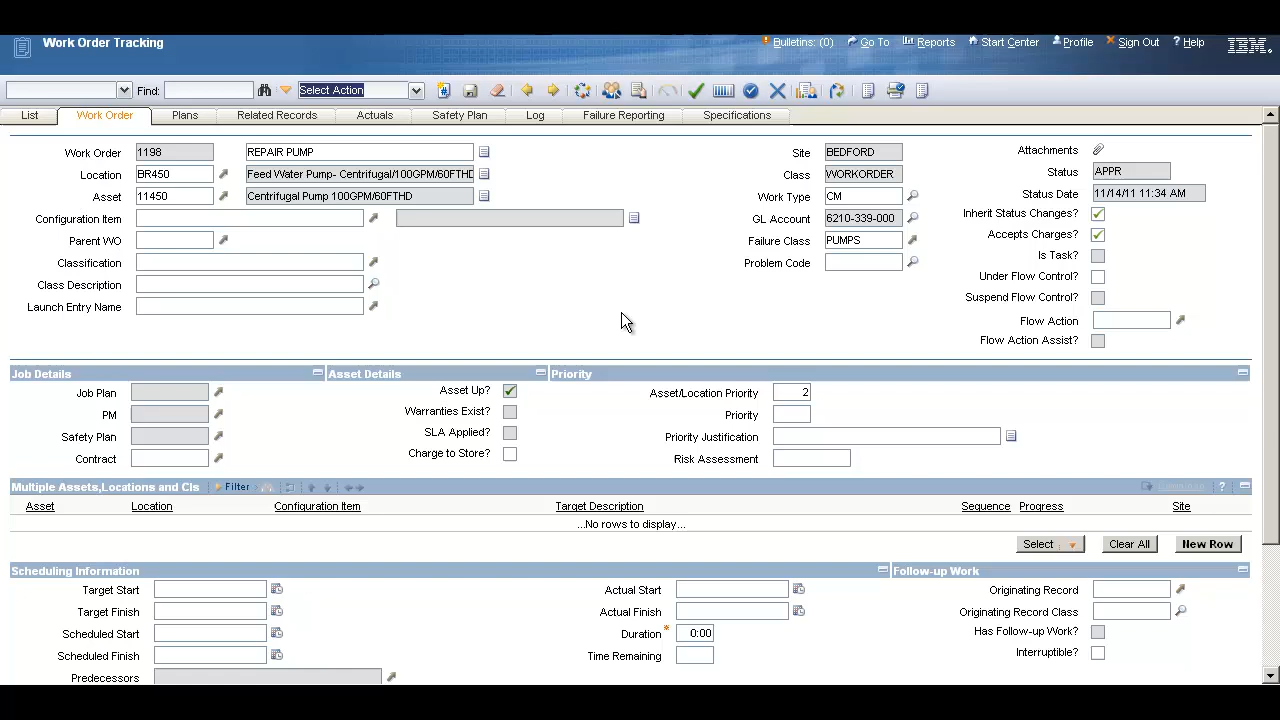 Work Order Tracking
Bulletins: (0) Go To Reports Start Center Profile Sign Out Help IBM.
Find: Select Action
List Work Order Plans Related Records Actuals Safety Plan Log Failure Reporting Specifications
Work Order 1198 REPAIR PUMP Site BEDFORD Attachments
Location BR450 Feed Water Pump- Centrifugal/100GPM/60FTHD Class WORKORDER Status APPR
Asset 11450 Centrifugal Pump 100GPM/60FTHD Work Type CM Status Date 11/14/11 11:34 AM
Configuration Item GL Account 6210-339-000 Inherit Status Changes?
Parent WO Failure Class PUMPS Accepts Charges?
Classification Problem Code Is Task?
Class Description Under Flow Control?
Launch Entry Name Suspend Flow Control?
Flow Action
Flow Action Assist?
Job Details Asset Details Priority
Job Plan Asset Up? Asset/Location Priority 2
PM Warranties Exist? Priority
Safety Plan SLA Applied? Priority Justification
Contract Charge to Store? Risk Assessment
Multiple Assets,Locations and CIs Filter ?
Asset Location Configuration Item Target Description Sequence Progress Site
...No rows to display...
Select Clear All New Row
Scheduling Information Follow-up Work
Target Start Actual Start Originating Record
Target Finish Actual Finish Originating Record Class
Scheduled Start Duration * 0:00 Has Follow-up Work?
Scheduled Finish Time Remaining Interruptible?
Predecessors